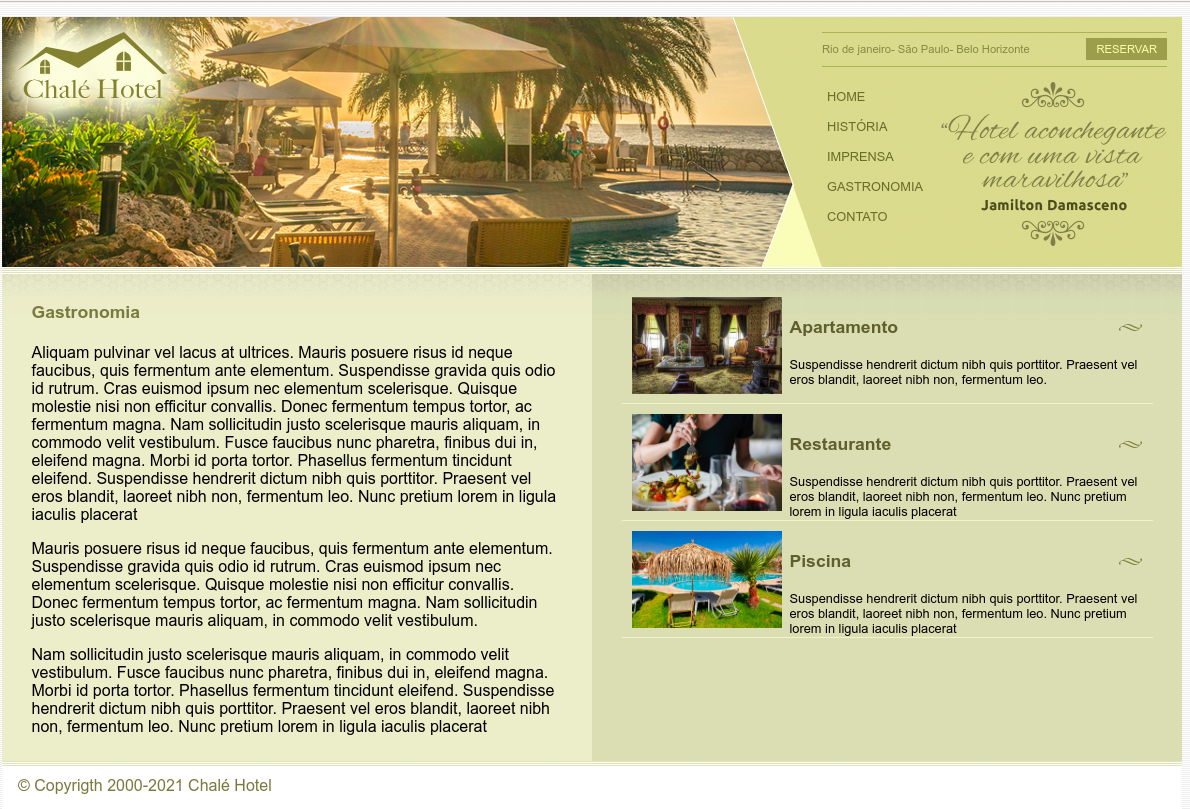 Chalé Hotel
Rio de janeiro- São Paulo- Belo Horizonte
RESERVAR
HOME
HISTÓRIA
IMPRENSA
GASTRONOMIA
CONTATO
“Hotel aconchegante
e com uma vista
maravilhosa”
Jamilton Damasceno
Gastronomia
Aliquam pulvinar vel lacus at ultrices. Mauris posuere risus id neque
faucibus, quis fermentum ante elementum. Suspendisse gravida quis odio
id rutrum. Cras euismod ipsum nec elementum scelerisque. Quisque
molestie nisi non efficitur convallis. Donec fermentum tempus tortor, ac
fermentum magna. Nam sollicitudin justo scelerisque mauris aliquam, in
commodo velit vestibulum. Fusce faucibus nunc pharetra, finibus dui in,
eleifend magna. Morbi id porta tortor. Phasellus fermentum tincidunt
eleifend. Suspendisse hendrerit dictum nibh quis porttitor. Praesent vel
eros blandit, laoreet nibh non, fermentum leo. Nunc pretium lorem in ligula
iaculis placerat
Mauris posuere risus id neque faucibus, quis fermentum ante elementum.
Suspendisse gravida quis odio id rutrum. Cras euismod ipsum nec
elementum scelerisque. Quisque molestie nisi non efficitur convallis.
Donec fermentum tempus tortor, ac fermentum magna. Nam sollicitudin
justo scelerisque mauris aliquam, in commodo velit vestibulum.
Nam sollicitudin justo scelerisque mauris aliquam, in commodo velit
vestibulum. Fusce faucibus nunc pharetra, finibus dui in, eleifend magna.
Morbi id porta tortor. Phasellus fermentum tincidunt eleifend. Suspendisse
hendrerit dictum nibh quis porttitor. Praesent vel eros blandit, laoreet nibh
non, fermentum leo. Nunc pretium lorem in ligula iaculis placerat
Apartamento
Suspendisse hendrerit dictum nibh quis porttitor. Praesent vel
eros blandit, laoreet nibh non, fermentum leo.
Restaurante
Suspendisse hendrerit dictum nibh quis porttitor. Praesent vel
eros blandit, laoreet nibh non, fermentum leo. Nunc pretium
lorem in ligula iaculis placerat
Piscina
Suspendisse hendrerit dictum nibh quis porttitor. Praesent vel
eros blandit, laoreet nibh non, fermentum leo. Nunc pretium
lorem in ligula iaculis placerat
© Copyrigth 2000-2021 Chalé Hotel